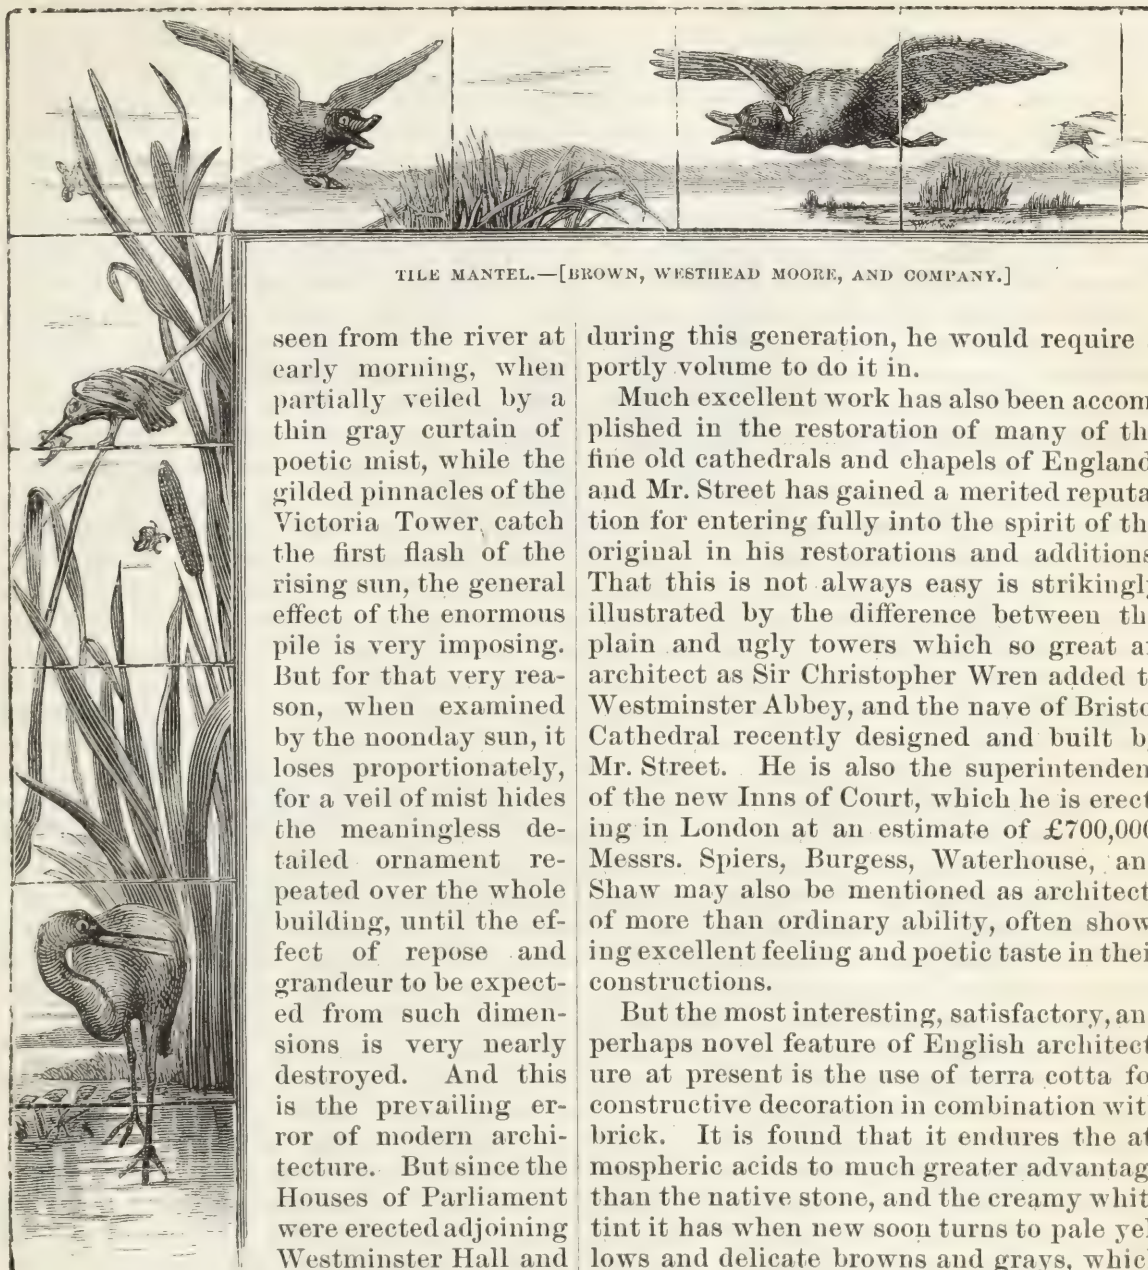 TILE MANTEL.—[BROWN, WESTHEAD MOORE, AND COMPANY.]
seen from the river at
early morning, when
partially veiled by a
thin gray curtain of
poetic mist, while the
gilded pinnacles of the
Victoria Tower catch
the first flash of the
rising sun, the general
effect of the enormous
pile is very imposing.
But for that very rea-
son, when examined
by the noonday sun, it
loses proportionately,
for a veil of mist hides
the meaningless de-
tailed ornament re-
peated over the whole
building, until the ef-
fect of repose and
grandeur to be expect-
ed from such dimen-
sions is very nearly
destroyed. And this
is the prevailing er-
ror of modern archi-
tecture. But since the
Houses of Parliament
were erected adjoining
Westminster Hall and
during this generation, he would require
portly volume to do it in.
Much excellent work has also been accom
plished in the restoration of many of th
fine old cathedrals and chapels of England
and Mr. Street has gained a merited reputa
tion for entering fully into the spirit of th
original in his restorations and additions
That this is not always easy is strikingly
illustrated by the difference between th
plain and ugly towers which so great a
architect as Sir Christopher Wren added t
Westminster Abbey, and the nave of Bristo
Cathedral recently designed and built b
Mr. Street. He is also the superintenden
of the new Inns of Court, which he is erect
ing in London at an estimate of £700,000
Messrs. Spiers, Burgess, Waterhouse, an
Shaw may also be mentioned as architect
of more than ordinary ability, often show
ing excellent feeling and poetic taste in thei
constructions.
But the most interesting, satisfactory, an
perhaps novel feature of English architect
ure at present is the use of terra cotta fo
constructive decoration in combination wit
brick. It is found that it endures the at
mospheric acids to much greater advantag
than the native stone, and the creamy whit
tint it has when new soon turns to pale yel
lows and delicate browns and grays, which